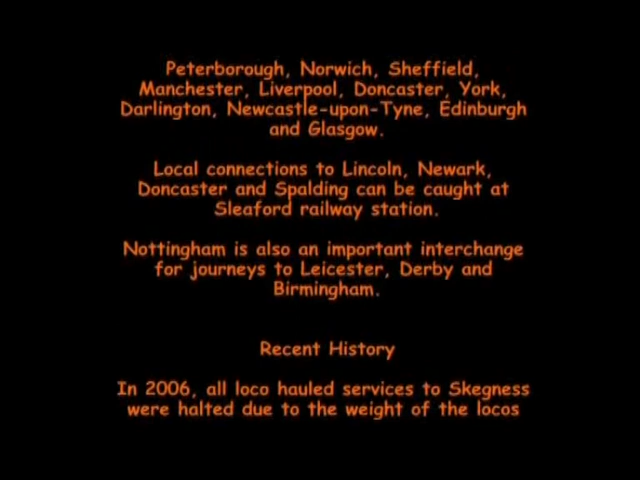 Peterborough, Norwich, Sheffield,
Manchester, Liverpool, Doncaster, York,
Darlington, Newcastle-upon-Tyne, Edinburgh
and Glasgow.
Local connections to Lincoln, Newark,
Doncaster and Spalding can be caught at
Sleaford railway station.
Nottingham is also an important interchange
for journeys to Leicester, Derby and
Birmingham.
Recent History
In 2006, all loco hauled services to Skegness
were halted due to the weight of the locos